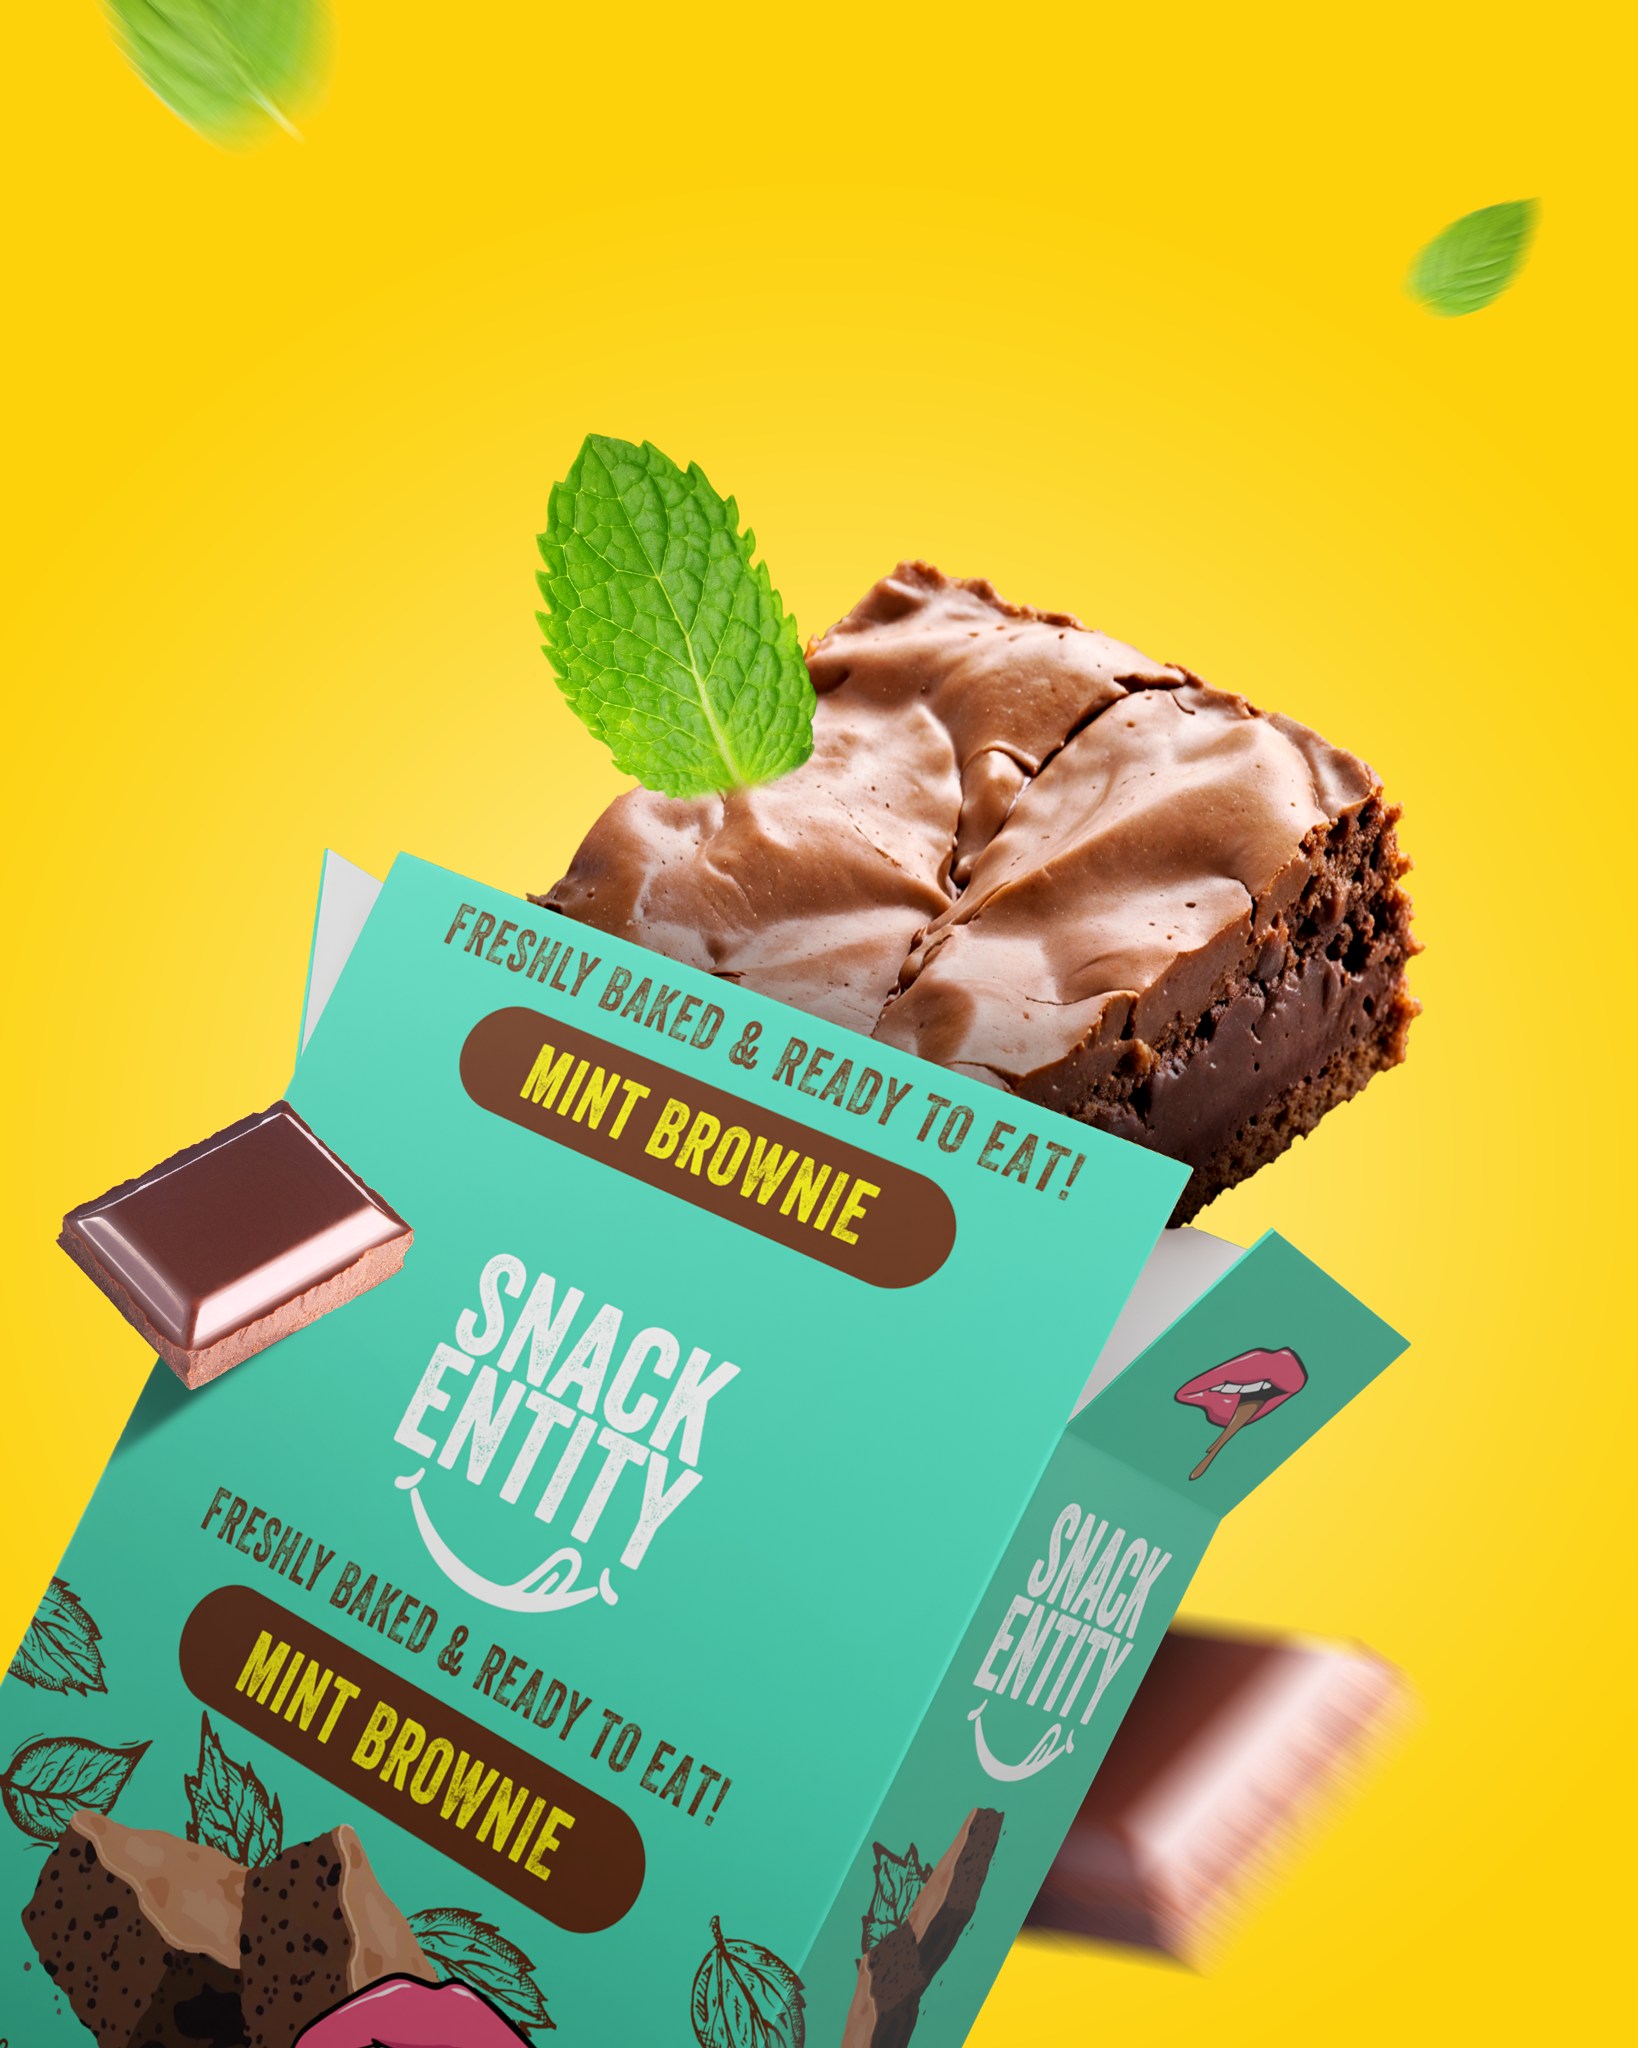 FRESHLY BAKED & READY TO EAT!
MINT BROWNIE
SNACK
ENTITY
FRESHLY BAKED & READY TO EAT!
MINT BROWNIE
SNACK
ENTITY